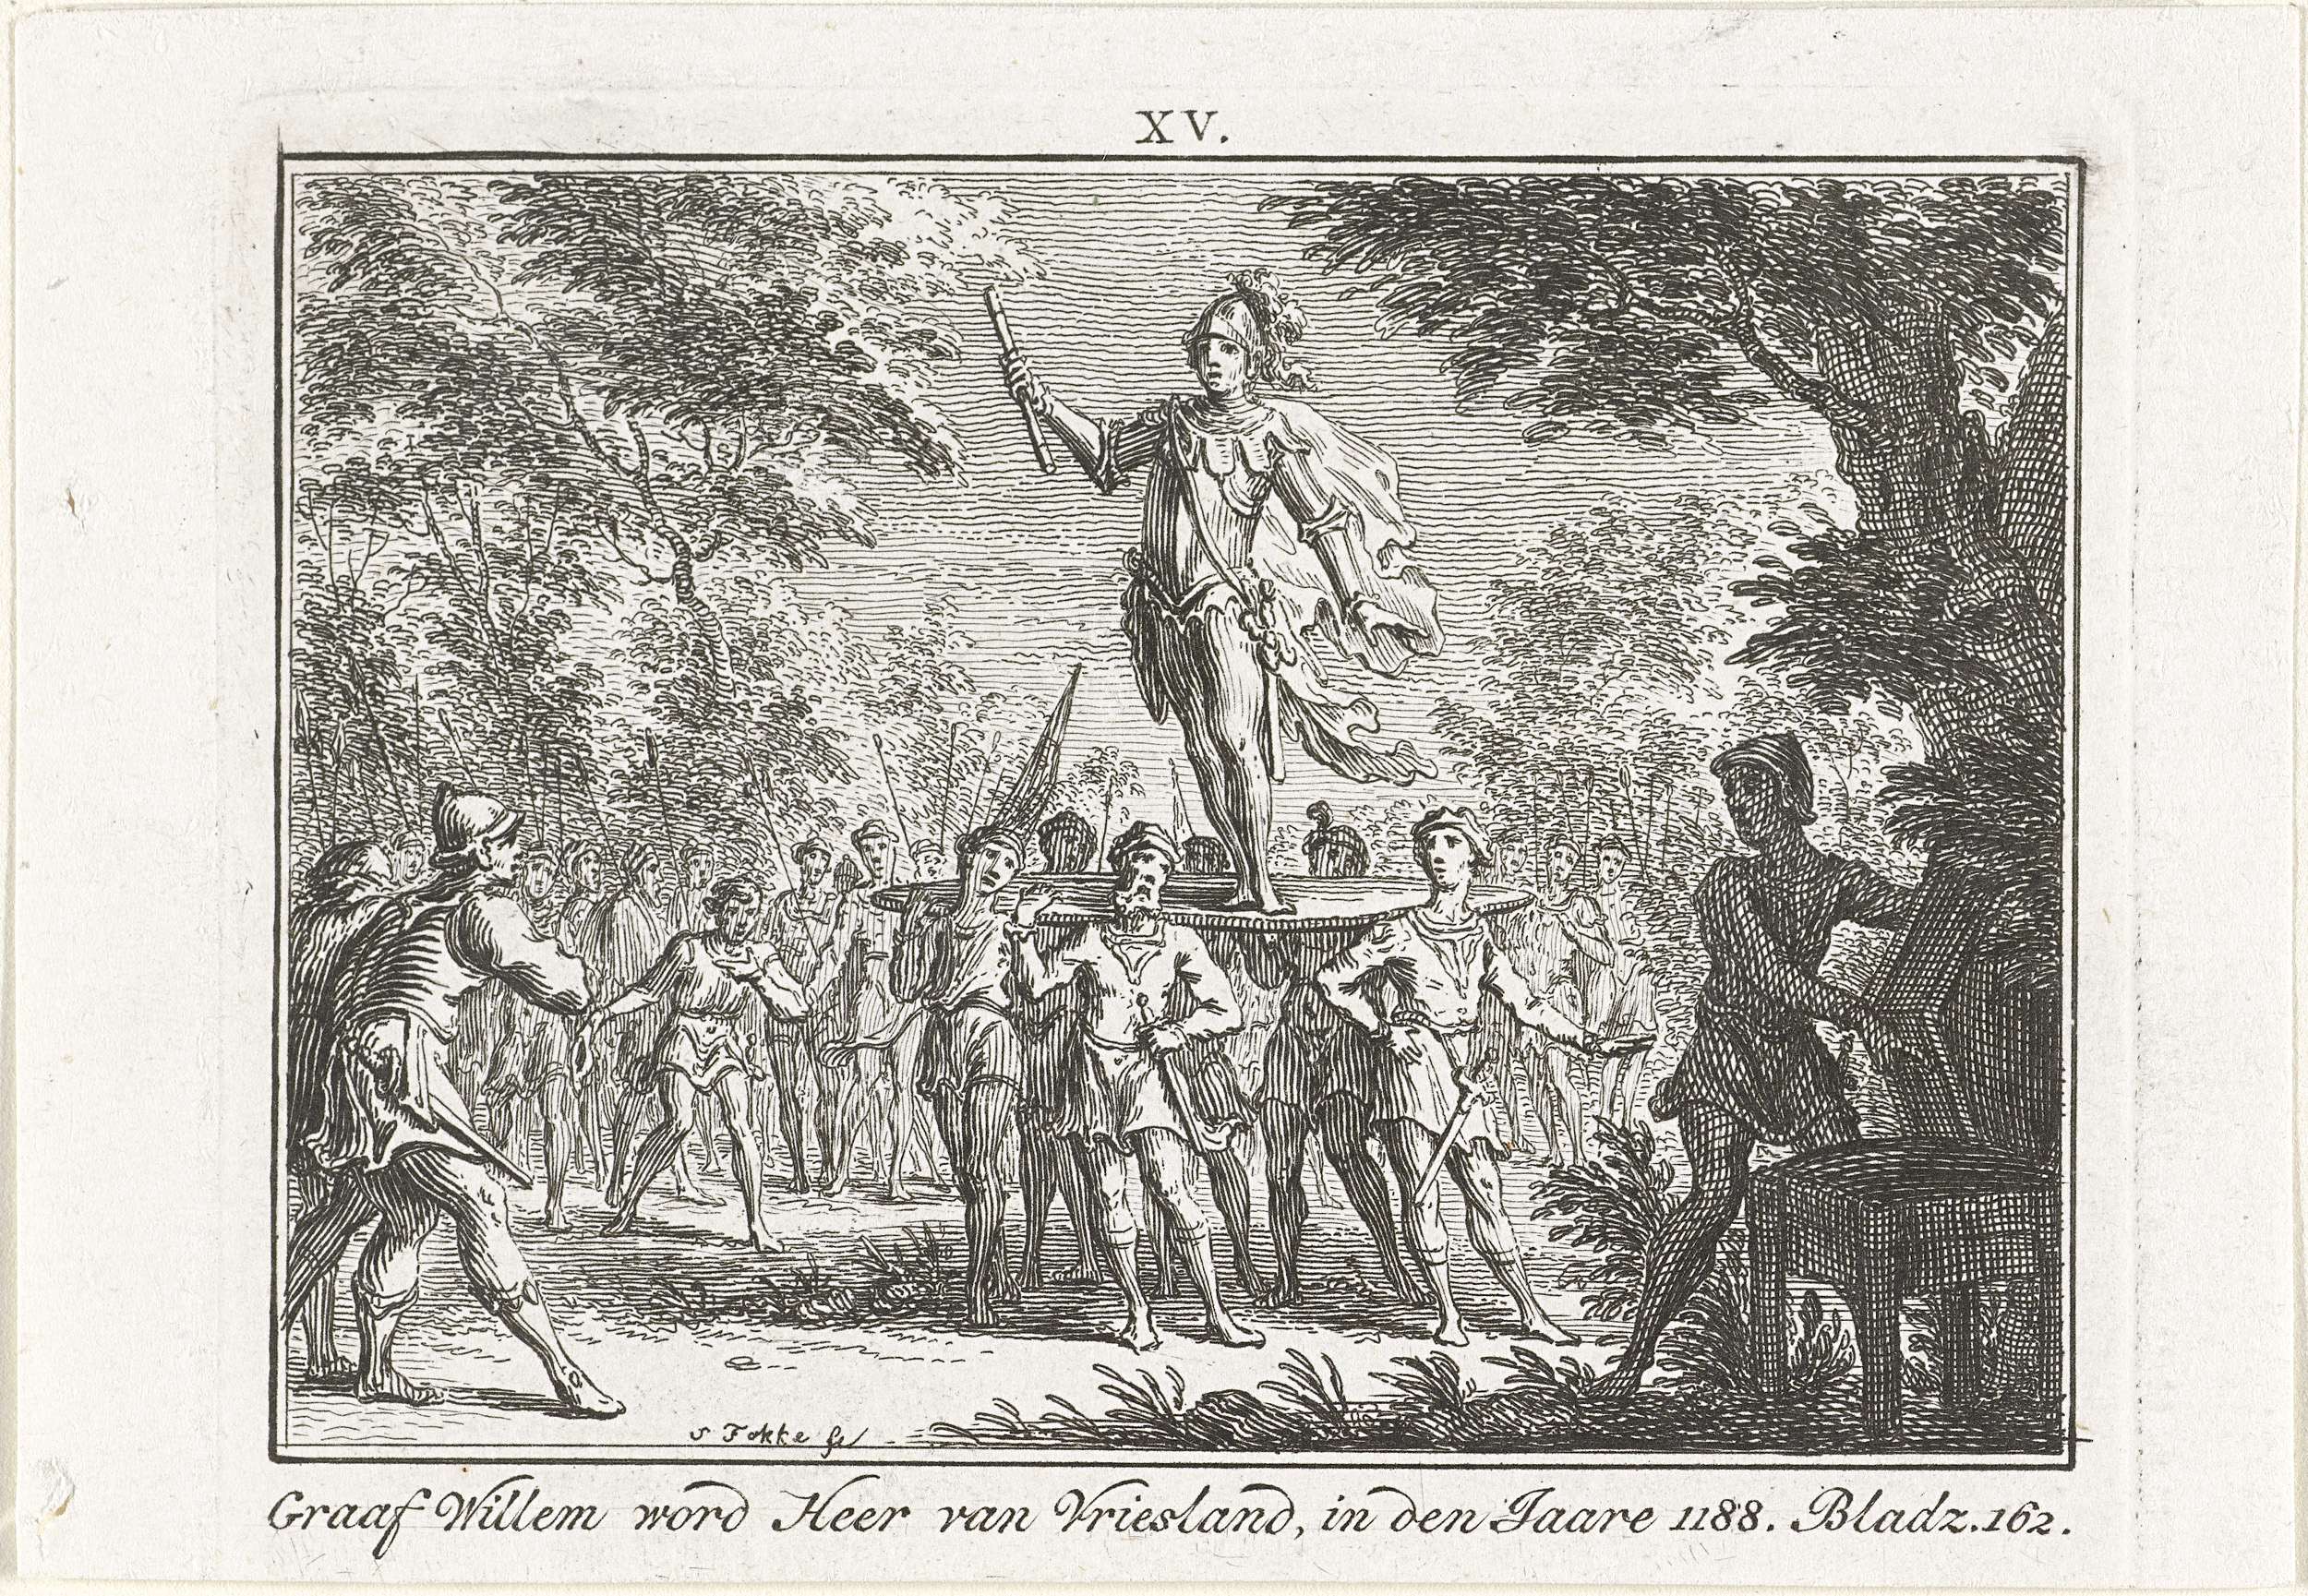 XV.
S Fokke fe
Graaf Willem word Heer van Vriesland, in den Jaare 1188. Bladz. 162.